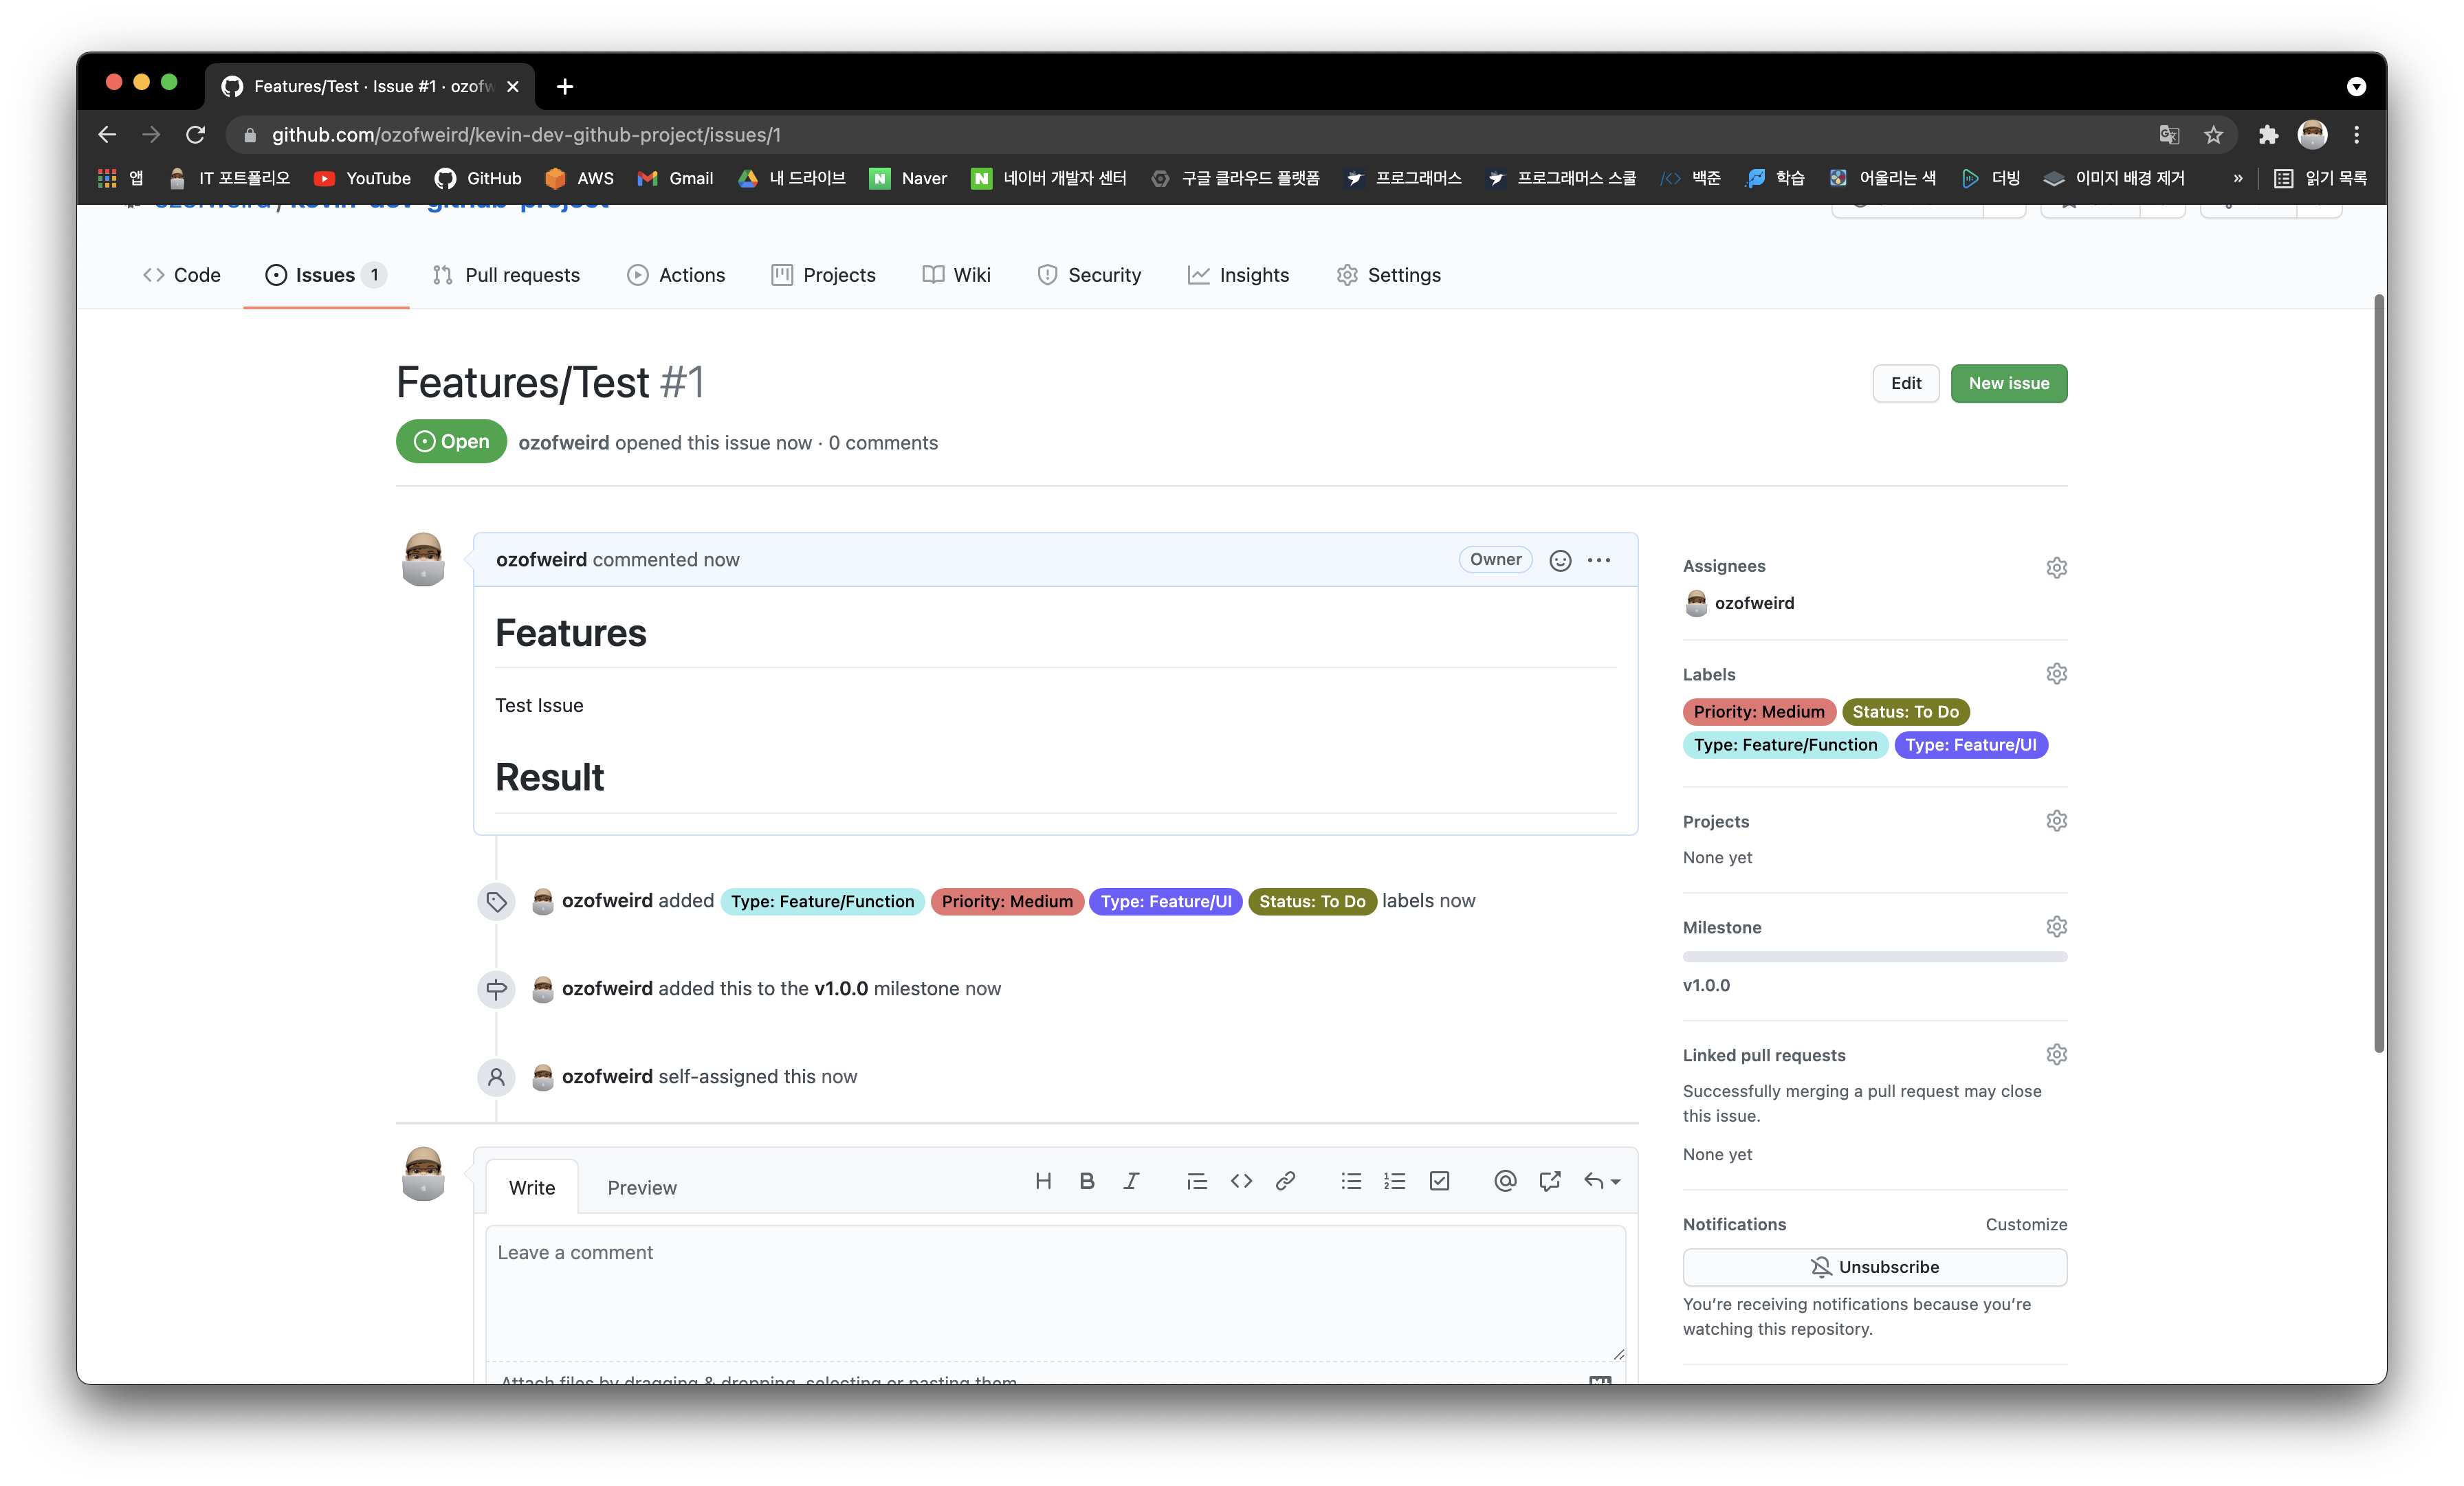 Features/Test · Issue #1 · ozofw
github.com/ozofweird/kevin-dev-github-project/issues/1
앱 IT 포트폴리오 YouTube GitHub AWS Gmail 내 드라이브 Naver 네이버 개발자 센터 구글 클라우드 플랫폼 프로그래머스 프로그래머스 스쿨 백준 학습 어울리는 색 더빙 이미지 배경 제거 » 읽기 목록
ozofweird / kevin-dev-github-project
Code Issues 1 Pull requests Actions Projects Wiki Security Insights Settings
Features/Test #1
Edit New issue
Open ozofweird opened this issue now · 0 comments
ozofweird commented now Owner
Features
Test Issue
Result
ozofweird added Type: Feature/Function Priority: Medium Type: Feature/UI Status: To Do labels now
ozofweird added this to the v1.0.0 milestone now
ozofweird self-assigned this now
Write Preview
Leave a comment
Attach files by dragging & dropping, selecting or pasting them.
Assignees
ozofweird
Labels
Priority: Medium Status: To Do
Type: Feature/Function Type: Feature/UI
Projects
None yet
Milestone
v1.0.0
Linked pull requests
Successfully merging a pull request may close
this issue.
None yet
Notifications Customize
Unsubscribe
You’re receiving notifications because you’re
watching this repository.